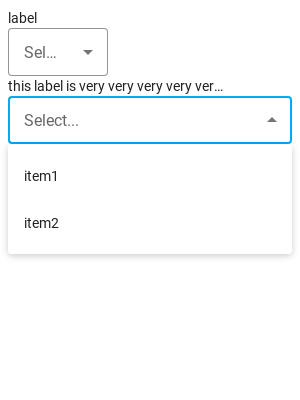 label
Sel...
this label is very very very very ver...
Select...
item1
item2